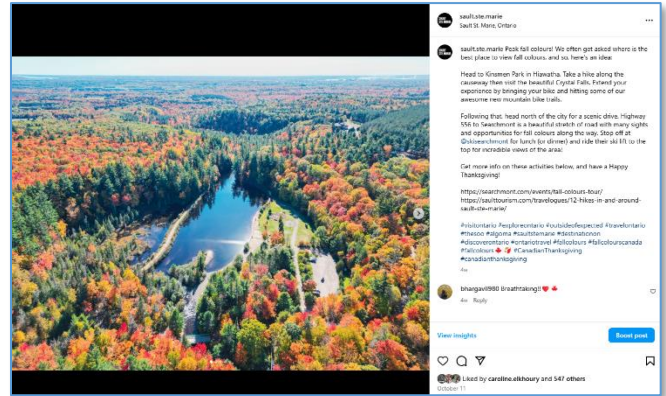 sault.ste.marie
Sault St. Marie, Ontario
sault.ste.marie Peak fall colours! We often get asked where is the
best place to view fall colours, and so, here's an idea:
Head to Kinsmen Park in Hiawatha. Take a hike along the
causeway then visit the beautiful Crystal Falls. Extend your
experience by bringing your bike and hitting some of our
awesome new mountain bike trails.
Following that, head north of the city for a scenic drive. Highway
556 to Searchmont is a beautiful stretch of road with many sights
and opportunities for fall colours along the way. Stop off at
@skisearchmont for lunch (or dinner) and ride their ski lift to the
top for incredible views of the area!
Get more info on these activities below, and have a Happy
Thanksgiving!
https://searchmont.com/events/fall-colours-tour/
https://saulttourism.com/travelogues/12-hikes-in-and-around-
sault-ste-marie/
#visitontario #exploreontario #outsideofexpected #travelontario
#thesoo #algoma #saultstemarie #destinationon
#discoverontario #ontariotravel #fallcolours #fallcolourscanada
#fallcolours 🍁 🦃 #CanadianThanksgiving
#canadianthanksgiving
4w
bhargavii980 Breathtaking!! ❤️ 🍁
4w Reply
View insights
Boost post
Liked by caroline.elkhoury and 547 others
October 11